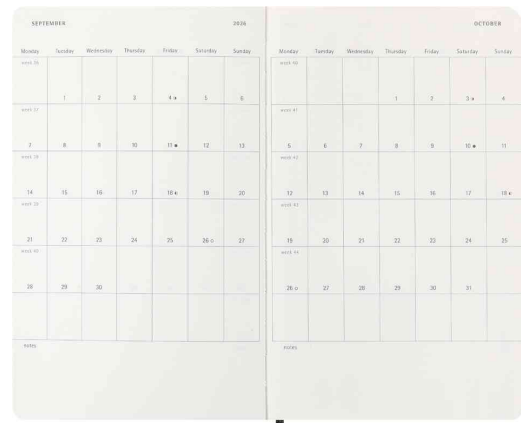 SEPTEMBER 2026
Monday Tuesday Wednesday Thursday Friday Saturday Sunday
week 36
1 2 3 4 5 6
week 37
7 8 9 10 11 12 13
week 38
14 15 16 17 18 19 20
week 39
21 22 23 24 25 26 27
week 40
28 29 30
notes
OCTOBER
Monday Tuesday Wednesday Thursday Friday Saturday Sunday
week 40
1 2 3 4
week 41
5 6 7 8 9 10 11
week 42
12 13 14 15 16 17 18
week 43
19 20 21 22 23 24 25
week 44
26 27 28 29 30 31
notes